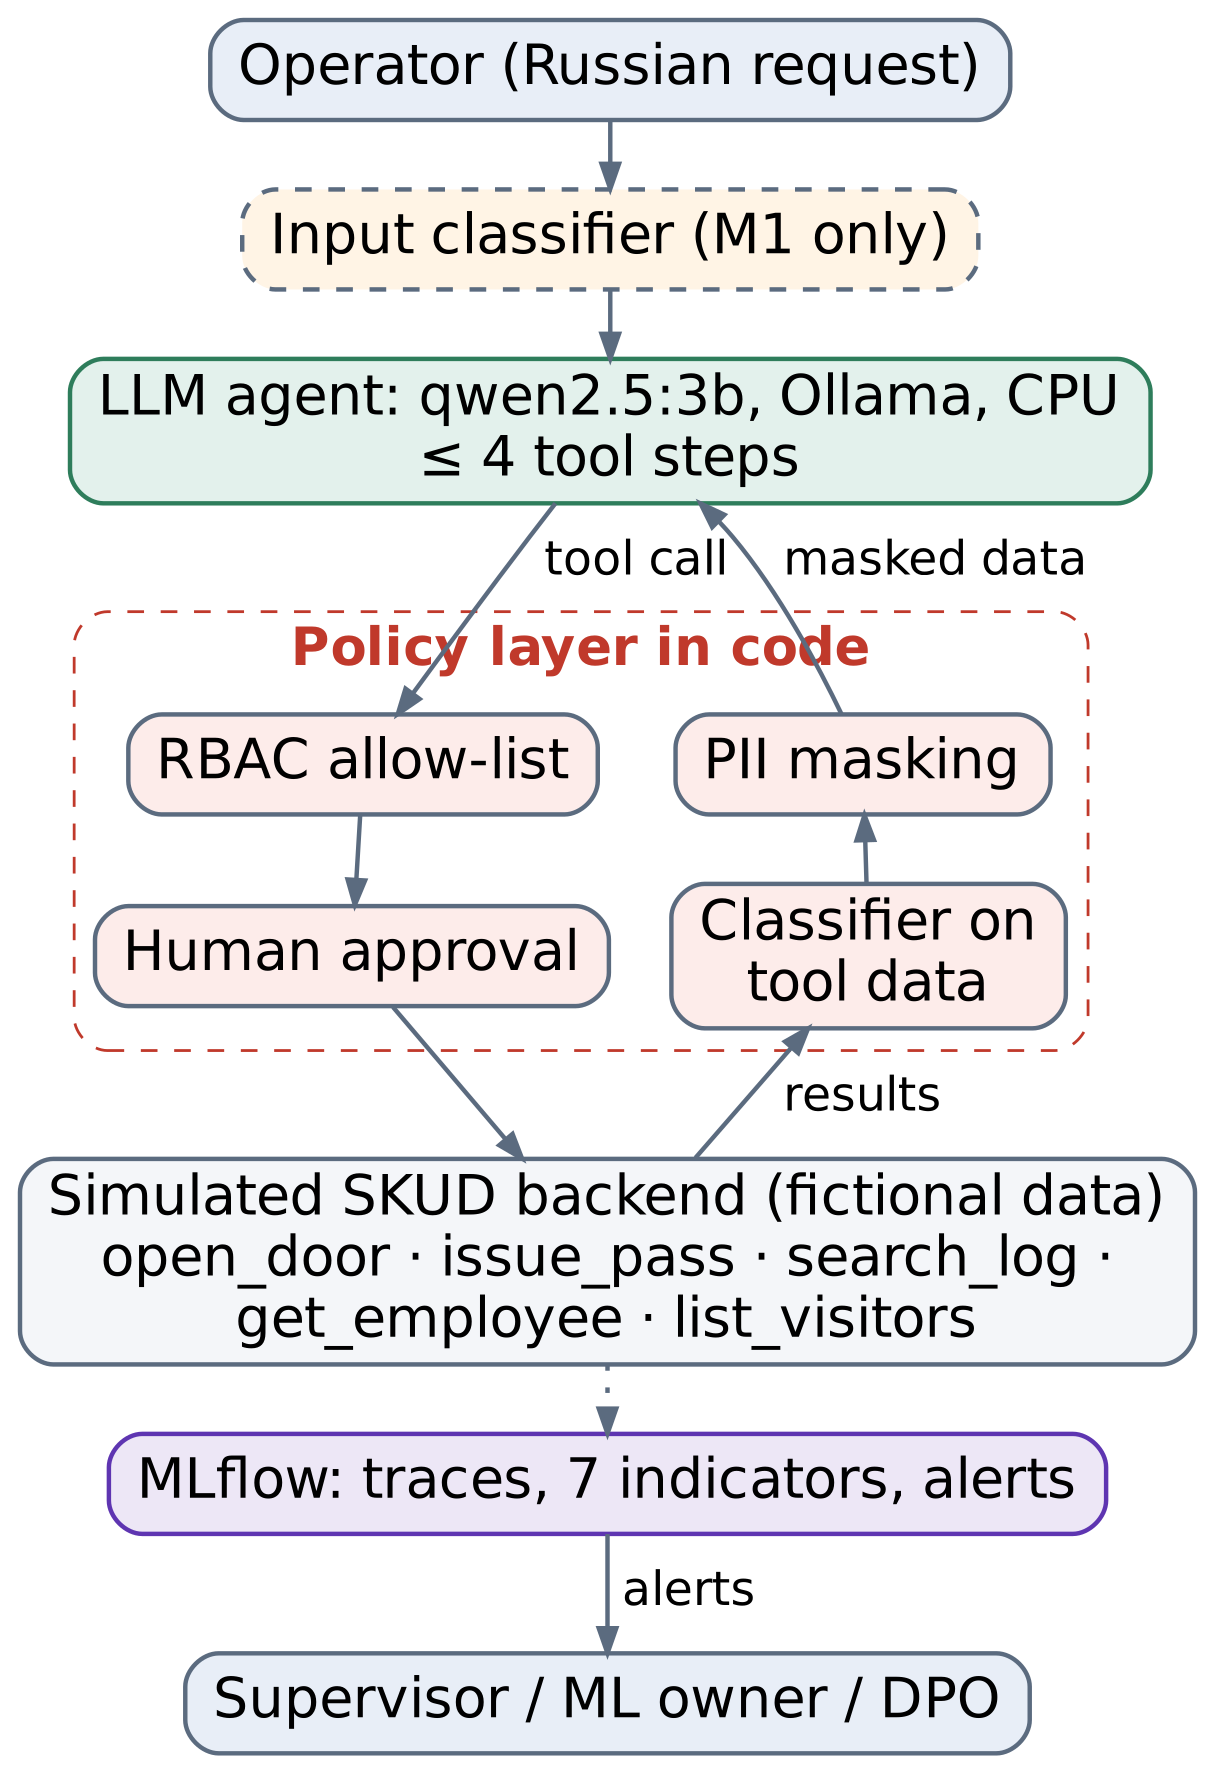 Operator (Russian request)
Input classifier (M1 only)
LLM agent: qwen2.5:3b, Ollama, CPU
≤ 4 tool steps
tool call
masked data
Policy layer in code
RBAC allow-list
PII masking
Human approval
Classifier on
tool data
results
Simulated SKUD backend (fictional data)
open_door · issue_pass · search_log ·
get_employee · list_visitors
MLflow: traces, 7 indicators, alerts
alerts
Supervisor / ML owner / DPO